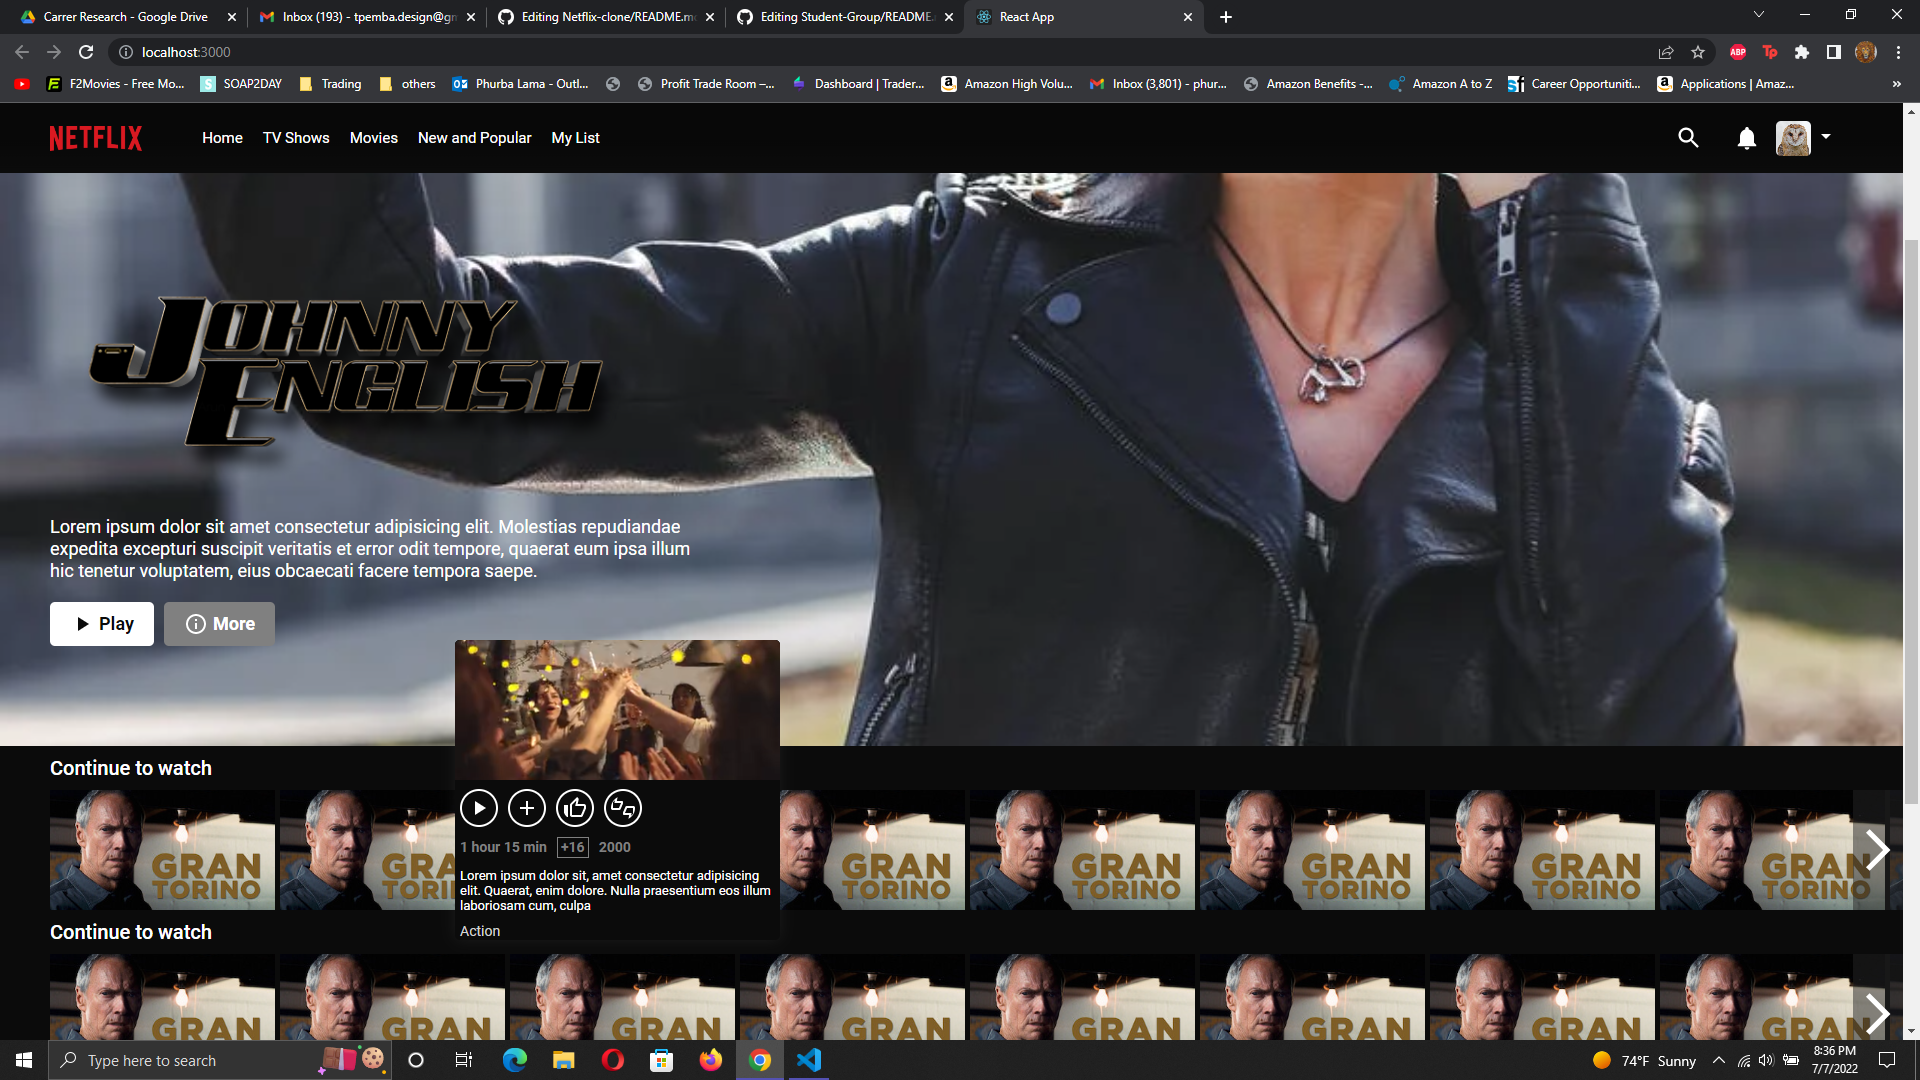 Carrer Research - Google Drive
Inbox (193) - tpemba.design@gm
Editing Netflix-clone/README.m
Editing Student-Group/README.
React App
localhost:3000
ABP
Tp
F2Movies - Free Mo...
SOAP2DAY
Trading
others
Phurba Lama - Outl...
Profit Trade Room –...
Dashboard | Trader...
Amazon High Volu...
Inbox (3,801) - phur...
Amazon Benefits -...
Amazon A to Z
Career Opportuniti...
Applications | Amaz...
»
NETFLIX
Home
TV Shows
Movies
New and Popular
My List
JOHNNY
ENGLISH
Lorem ipsum dolor sit amet consectetur adipisicing elit. Molestias repudiandae
expedita excepturi suscipit veritatis et error odit tempore, quaerat eum ipsa illum
hic tenetur voluptatem, eius obcaecati facere tempora saepe.
Play
More
Continue to watch
GRAN
TORINO
GRAN
TORI
GRAN
TORINO
GRAN
TORINO
GRAN
TORINO
GRAN
TORINO
GRAN
TORINO
1 hour 15 min
+16
2000
Lorem ipsum dolor sit, amet consectetur adipisicing
elit. Quaerat, enim dolore. Nulla praesentium eos illum
laboriosam cum, culpa
Action
Continue to watch
GRAN
GRAN
GRAN
GRAN
GRAN
GRAN
GRAN
GRAN
Type here to search
74°F Sunny
8:36 PM
7/7/2022